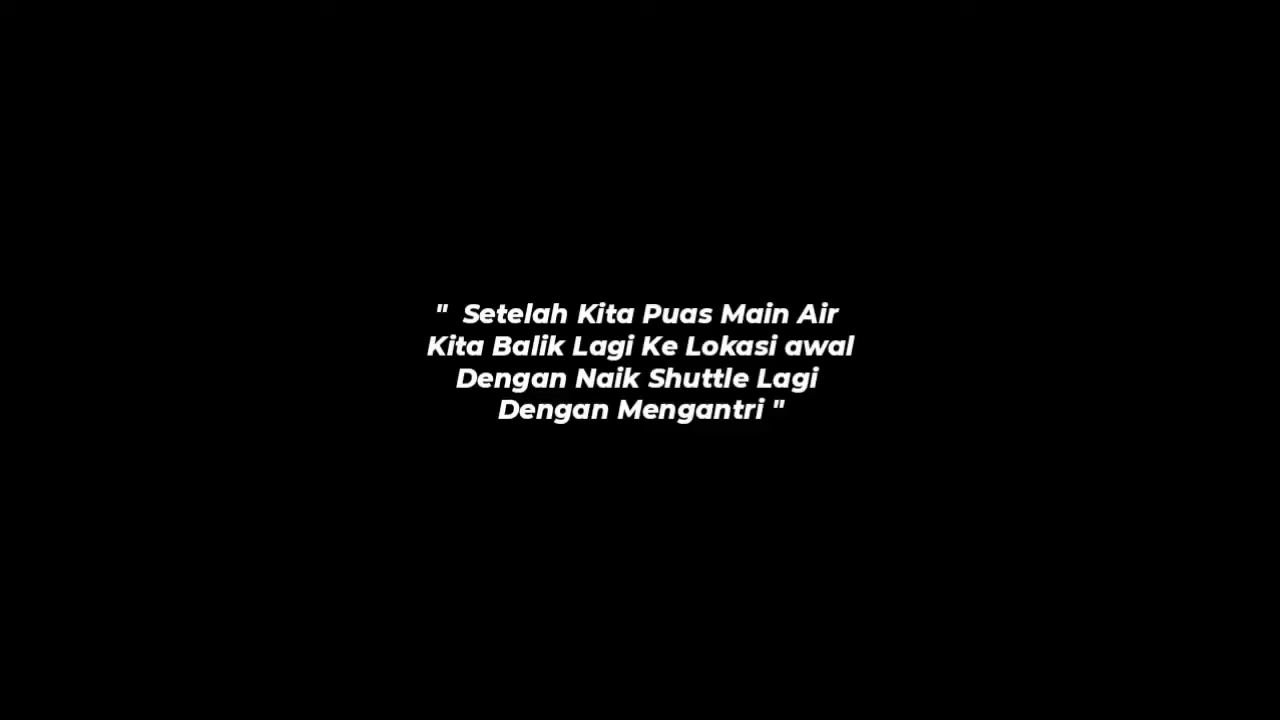 " Setelah Kita Puas Main Air
Kita Balik Lagi Ke Lokasi awal
Dengan Naik Shuttle Lagi
Dengan Mengantri "